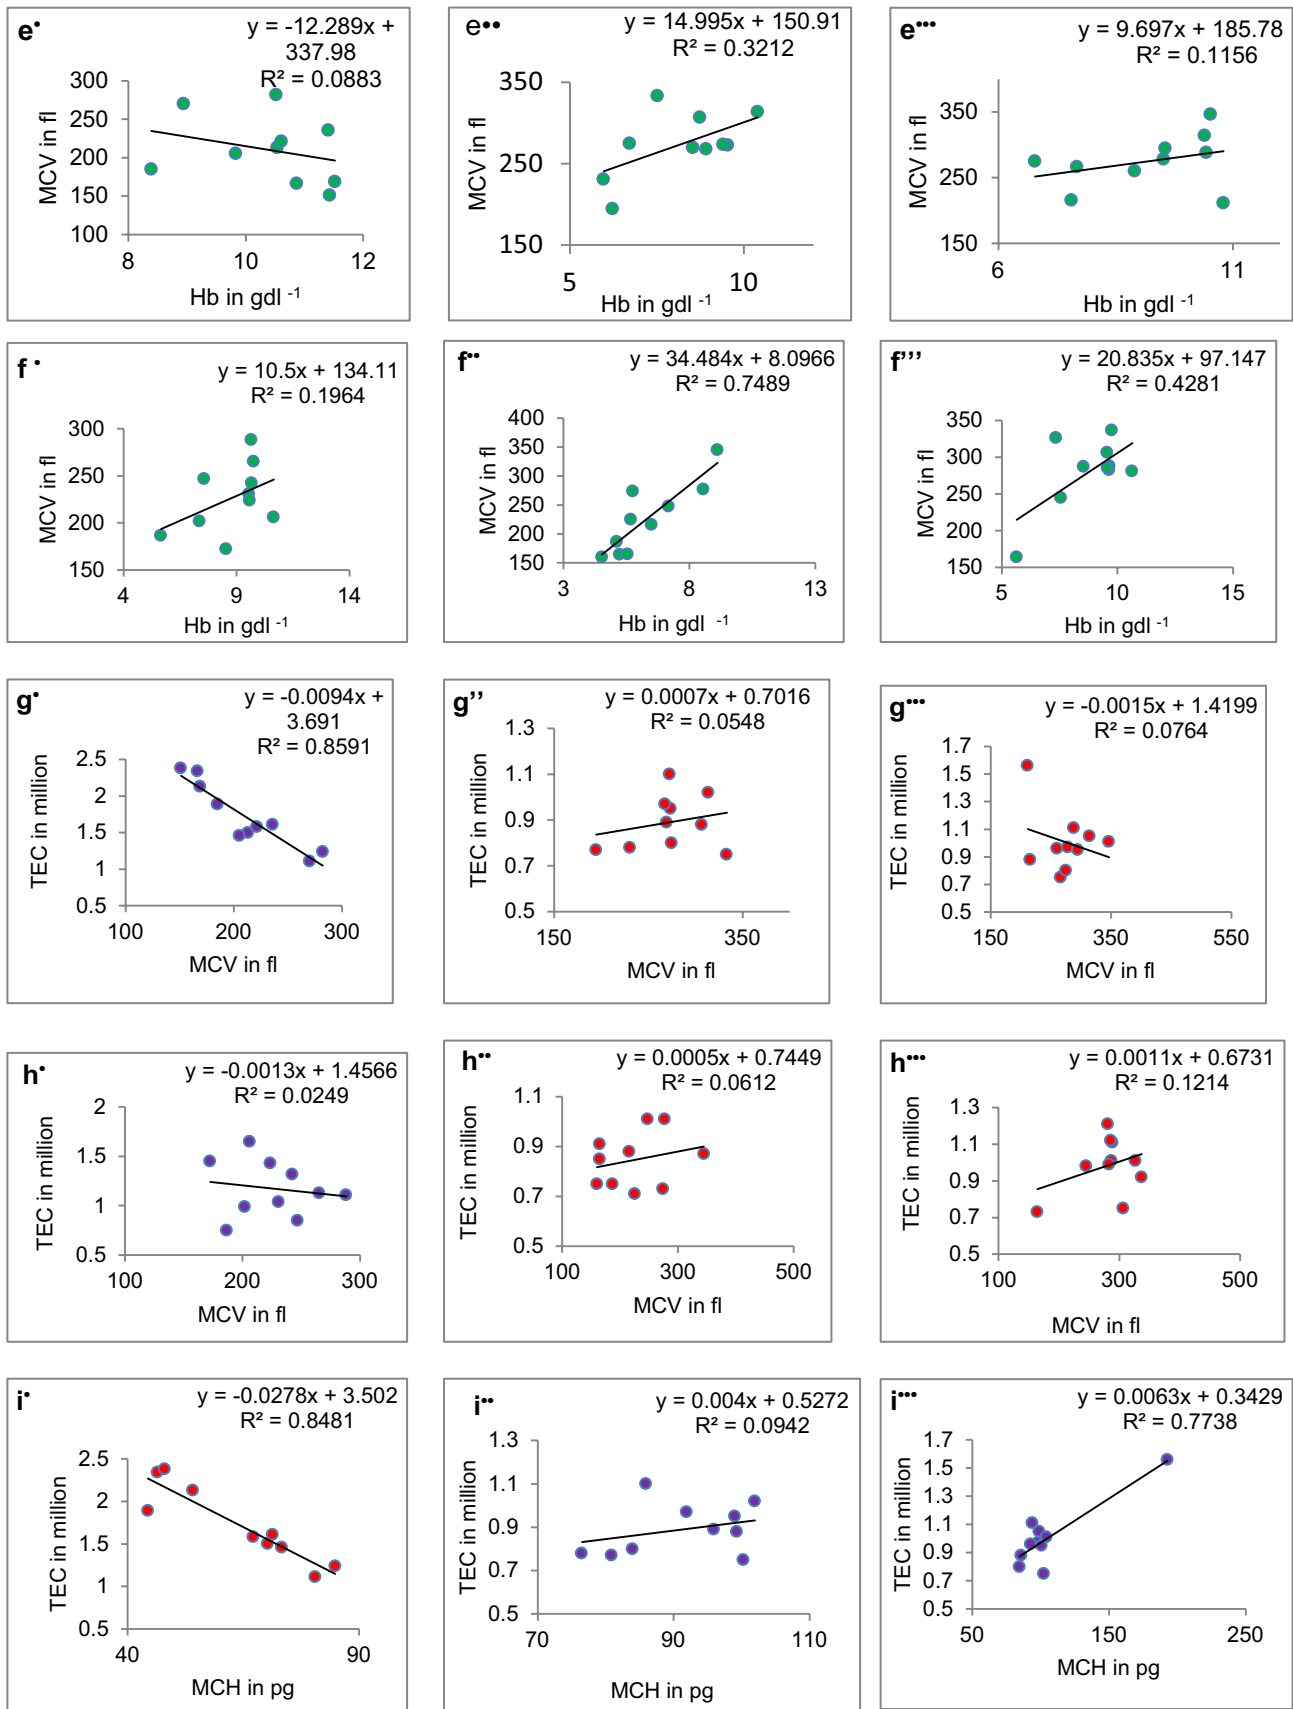 e•
y = -12.289x +
337.98
R² = 0.0883
300
250
200
150
100
8
10
12
MCV in fl
Hb in gdl -1
e••
y = 14.995x + 150.91
R² = 0.3212
350
250
150
5
10
MCV in fl
Hb in gdl -1
e•••
y = 9.697x + 185.78
R² = 0.1156
350
250
150
6
11
MCV in fl
Hb in gdl -1
f •
y = 10.5x + 134.11
R² = 0.1964
300
250
200
150
4
9
14
MCV in fl
Hb in gdl -1
f••
y = 34.484x + 8.0966
R² = 0.7489
400
350
300
250
200
150
3
8
13
MCV in fl
Hb in gdl -1
f’’’
y = 20.835x + 97.147
R² = 0.4281
350
300
250
200
150
5
10
15
MCV in fl
Hb in gdl -1
g•
y = -0.0094x +
3.691
R² = 0.8591
2.5
2
1.5
1
0.5
100
200
300
TEC in million
MCV in fl
g’’
y = 0.0007x + 0.7016
R² = 0.0548
1.3
1.1
0.9
0.7
0.5
150
350
TEC in million
MCV in fl
g•••
y = -0.0015x + 1.4199
R² = 0.0764
1.7
1.5
1.3
1.1
0.9
0.7
0.5
150
350
550
TEC in million
MCV in fl
h•
y = -0.0013x + 1.4566
R² = 0.0249
2
1.5
1
0.5
100
200
300
TEC in million
MCV in fl
h••
y = 0.0005x + 0.7449
R² = 0.0612
1.1
0.9
0.7
0.5
100
300
500
TEC in million
MCV in fl
h•••
y = 0.0011x + 0.6731
R² = 0.1214
1.3
1.1
0.9
0.7
0.5
100
300
500
TEC in million
MCV in fl
i•
y = -0.0278x + 3.502
R² = 0.8481
2.5
2
1.5
1
0.5
40
90
TEC in million
MCH in pg
i••
y = 0.004x + 0.5272
R² = 0.0942
1.3
1.1
0.9
0.7
0.5
70
90
110
TEC in million
MCH in pg
i•••
y = 0.0063x + 0.3429
R² = 0.7738
1.7
1.5
1.3
1.1
0.9
0.7
0.5
50
150
250
TEC in million
MCH in pg